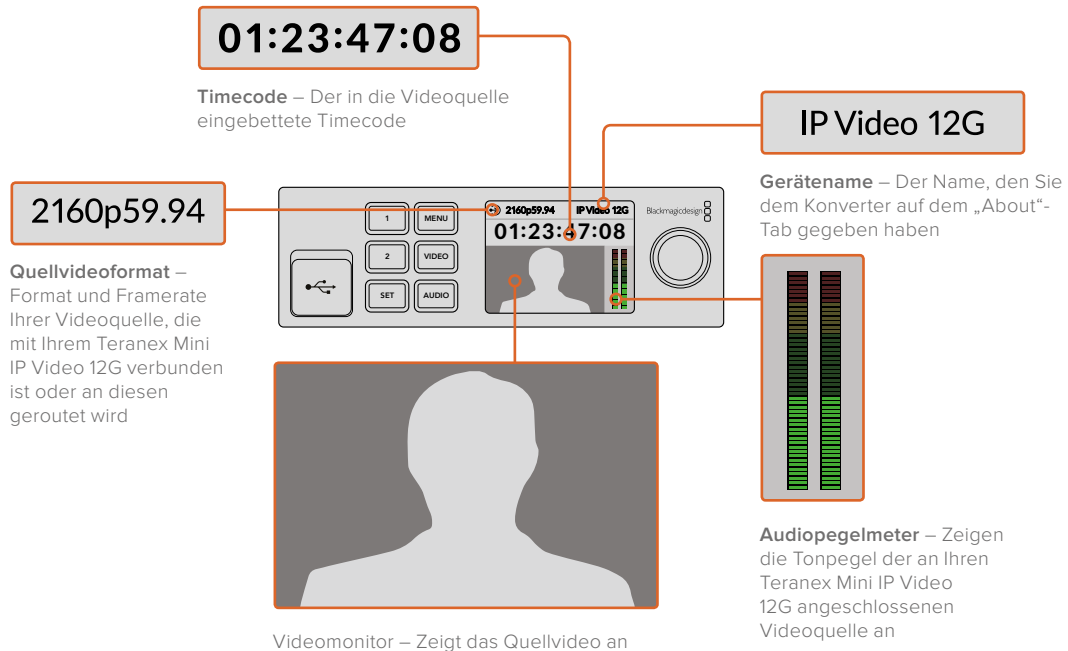 01:23:47:08
Timecode – Der in die Videoquelle
eingebettete Timecode
IP Video 12G
Gerätename – Der Name, den Sie
dem Konverter auf dem „About“-
Tab gegeben haben
2160p59.94
Quellvideoformat –
Format und Framerate
Ihrer Videoquelle, die
mit Ihrem Teranex Mini
IP Video 12G verbunden
ist oder an diesen
geroutet wird
1
MENU
2
VIDEO
SET
AUDIO
2160p59.94
IP Video 12G
01:23:47:08
Blackmagicdesign
Videomonitor – Zeigt das Quellvideo an
Audiopegelmeter – Zeigen
die Tonpegel der an Ihren
Teranex Mini IP Video
12G angeschlossenen
Videoquelle an